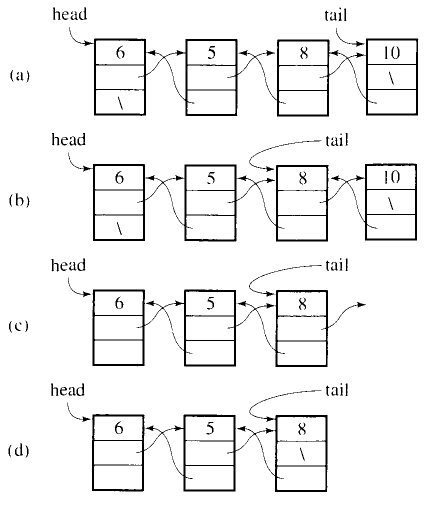 head tail
6 5 8 10
(a) \
\
head tail
6 5 8 10
(b) \
\
head tail
6 5 8
(c)
head tail
6 5 8
(d) \